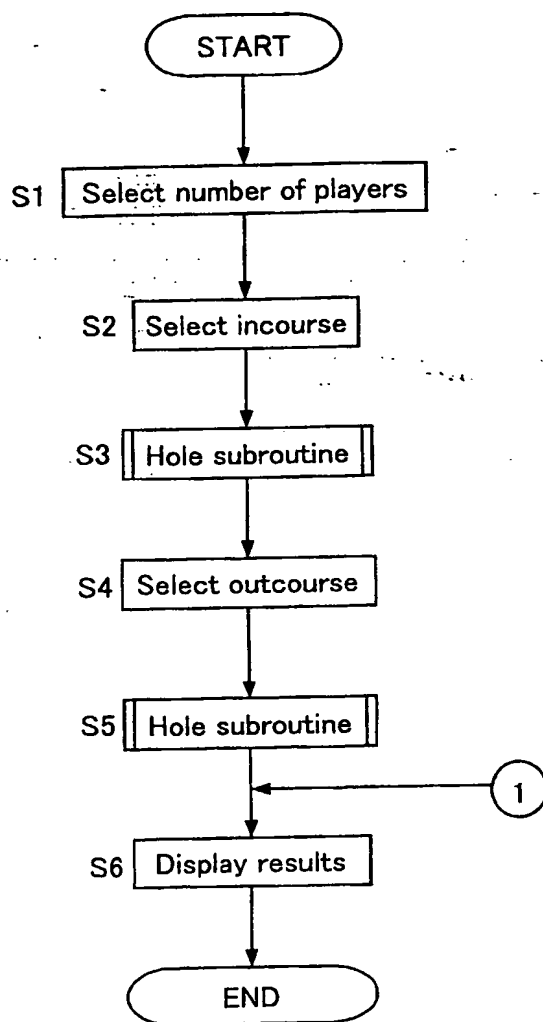 START
S1 Select number of players
S2 Select incourse
S3 Hole subroutine
S4 Select outcourse
S5 Hole subroutine
1
S6 Display results
END